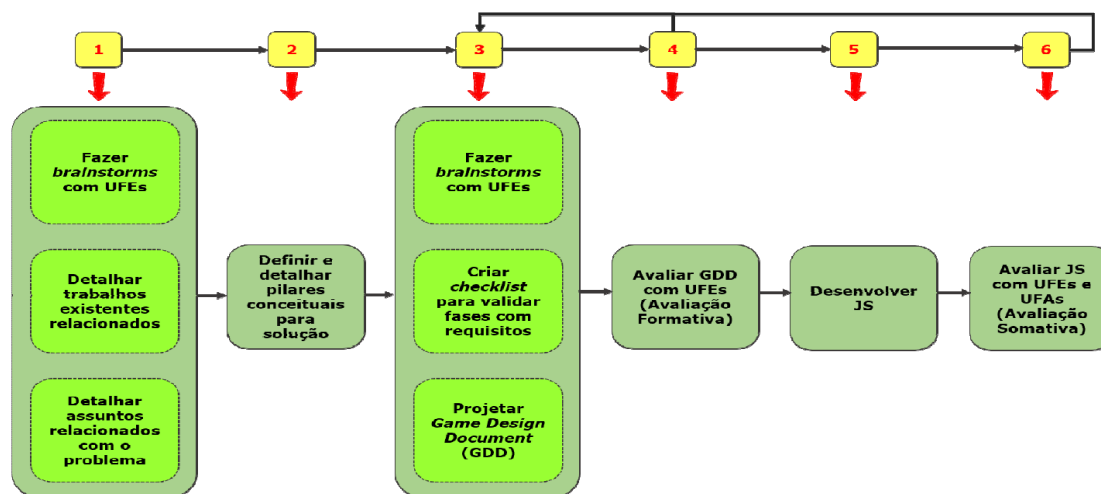 1
2
3
4
5
6
Fazer
brainstorms
com UFEs
Detalhar
trabalhos
existentes
relacionados
Detalhar
assuntos
relacionados
com o
problema
Definir e
detalhar
pilares
conceituais
para
solução
Fazer
brainstorms
com UFEs
Criar
checklist
para validar
fases com
requisitos
Projetar
Game Design
Document
(GDD)
Avaliar GDD
com UFEs
(Avaliação
Formativa)
Desenvolver
JS
Avaliar JS
com UFEs e
UFAs
(Avaliação
Somativa)